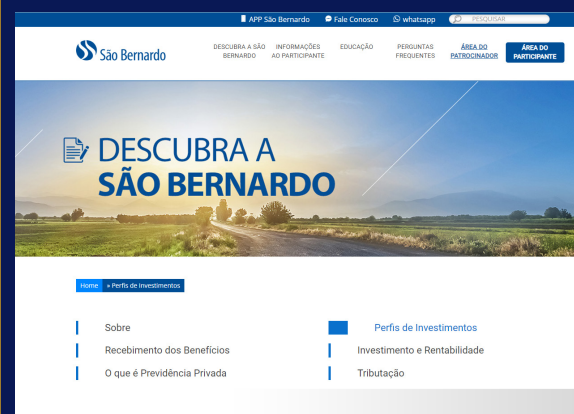 APP São Bernardo Fale Conosco whatsapp PESQUISAR
São Bernardo
DESCUBRA A SÃO BERNARDO
INFORMAÇÕES AO PARTICIPANTE
EDUCAÇÃO
PERGUNTAS FREQUENTES
ÁREA DO PATROCINADOR
ÁREA DO PARTICIPANTE
DESCUBRA A
SÃO BERNARDO
Home » Perfis de Investimentos
Sobre
Perfis de Investimentos
Recebimento dos Benefícios
Investimento e Rentabilidade
O que é Previdência Privada
Tributação